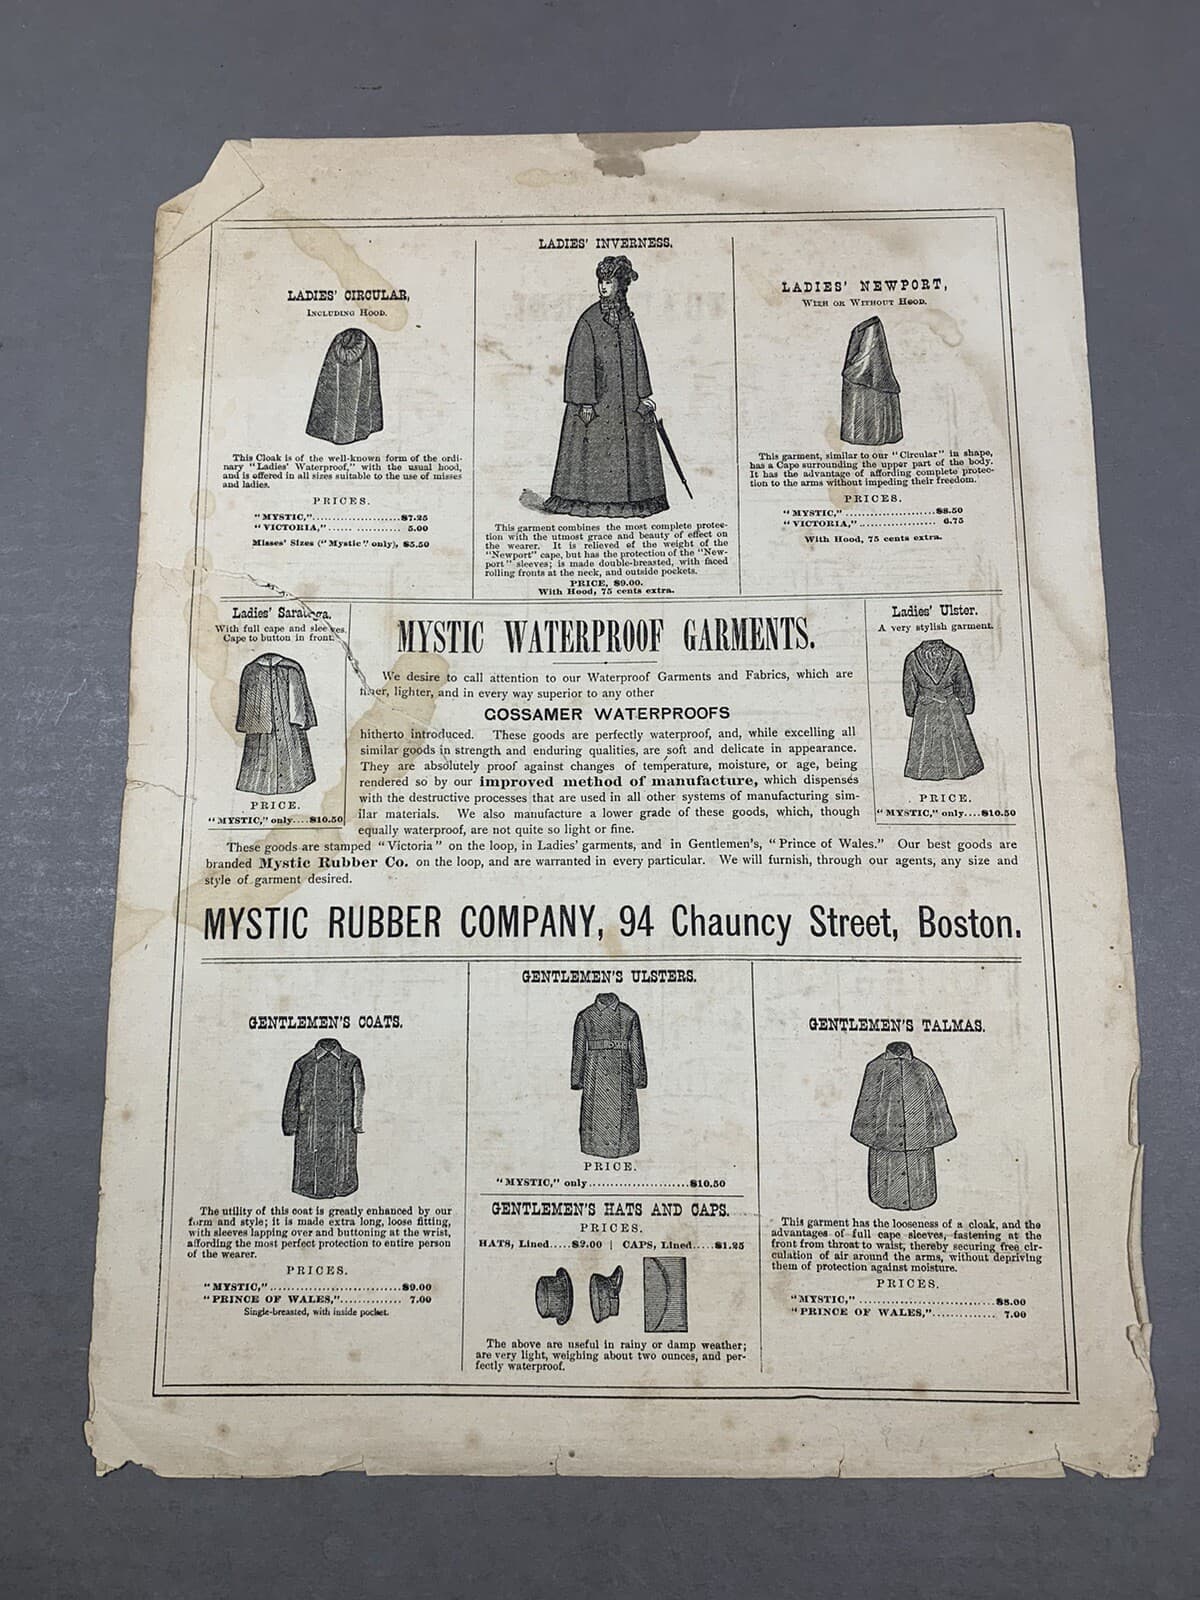 LADIES' CIRCULAR,
INCLUDING HOOD.
This Cloak is of the well-known form of the ordi-
nary "Ladies' Waterproof," with the usual hood,
and is offered in all sizes suitable to the use of misses
and ladies.
PRICES.
"MYSTIC,"....................$7.25
"VICTORIA,"................. 5.00
Misses' Sizes ("Mystic" only), $5.50
LADIES' INVERNESS.
This garment combines the most complete protec-
tion with the utmost grace and beauty of effect on
the wearer. It is relieved of the weight of the
"Newport" cape, but has the protection of the "New-
port" sleeves; is made double-breasted, with faced
rolling fronts at the neck, and outside pockets.
PRICE, $9.00.
With Hood, 75 cents extra.
LADIES' NEWPORT,
WITH OR WITHOUT HOOD.
This garment, similar to our "Circular" in shape,
has a Cape surrounding the upper part of the body.
It has the advantage of affording complete protec-
tion to the arms without impeding their freedom.
PRICES.
"MYSTIC,"......................$8.50
"VICTORIA,".................. 6.75
With Hood, 75 cents extra.
Ladies' Saratoga.
With full cape and sleeves.
Cape to button in front.
PRICE.
"MYSTIC," only....$10.50
MYSTIC WATERPROOF GARMENTS.
We desire to call attention to our Waterproof Garments and Fabrics, which are
finer, lighter, and in every way superior to any other
GOSSAMER WATERPROOFS
hitherto introduced. These goods are perfectly waterproof, and, while excelling all
similar goods in strength and enduring qualities, are soft and delicate in appearance.
They are absolutely proof against changes of temperature, moisture, or age, being
rendered so by our improved method of manufacture, which dispenses
with the destructive processes that are used in all other systems of manufacturing sim-
ilar materials. We also manufacture a lower grade of these goods, which, though
equally waterproof, are not quite so light or fine.
Ladies' Ulster.
A very stylish garment.
PRICE.
"MYSTIC," only....$10.50
These goods are stamped "Victoria" on the loop, in Ladies' garments, and in Gentlemen's, "Prince of Wales." Our best goods are
branded Mystic Rubber Co. on the loop, and are warranted in every particular. We will furnish, through our agents, any size and
style of garment desired.
MYSTIC RUBBER COMPANY, 94 Chauncy Street, Boston.
GENTLEMEN'S COATS.
The utility of this coat is greatly enhanced by our
form and style; it is made extra long, loose fitting,
with sleeves lapping over and buttoning at the wrist,
affording the most perfect protection to entire person
of the wearer.
PRICES.
"MYSTIC,".............................$9.00
"PRINCE OF WALES,"............. 7.00
Single-breasted, with inside pocket.
GENTLEMEN'S ULSTERS.
PRICE.
"MYSTIC," only.......................$10.50
GENTLEMEN'S HATS AND CAPS.
PRICES.
HATS, Lined.....$2.00 | CAPS, Lined....$1.25
The above are useful in rainy or damp weather;
are very light, weighing about two ounces, and per-
fectly waterproof.
GENTLEMEN'S TALMAS.
This garment has the looseness of a cloak, and the
advantages of full cape sleeves, fastening at the
front from throat to waist, thereby securing free cir-
culation of air around the arms, without depriving
them of protection against moisture.
PRICES.
"MYSTIC," .............................$8.00
"PRINCE OF WALES,".............. 7.00